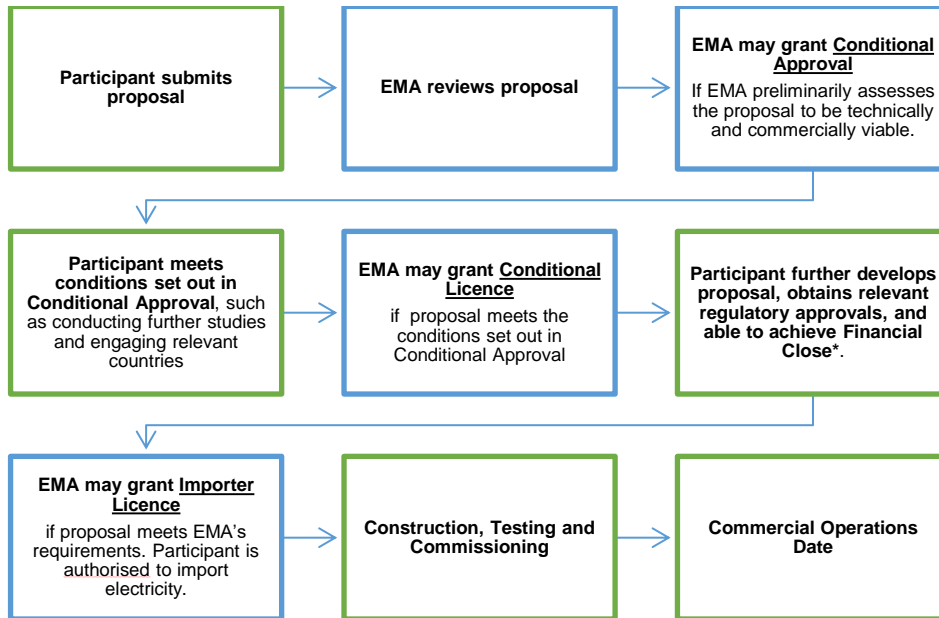 Participant submits
proposal
EMA reviews proposal
EMA may grant Conditional
Approval
If EMA preliminarily assesses
the proposal to be technically
and commercially viable.
Participant meets
conditions set out in
Conditional Approval, such
as conducting further studies
and engaging relevant
countries
EMA may grant Conditional
Licence
if proposal meets the
conditions set out in
Conditional Approval
Participant further develops
proposal, obtains relevant
regulatory approvals, and
able to achieve Financial
Close*.
EMA may grant Importer
Licence
if proposal meets EMA's
requirements. Participant is
authorised to import
electricity.
Construction, Testing and
Commissioning
Commercial Operations
Date